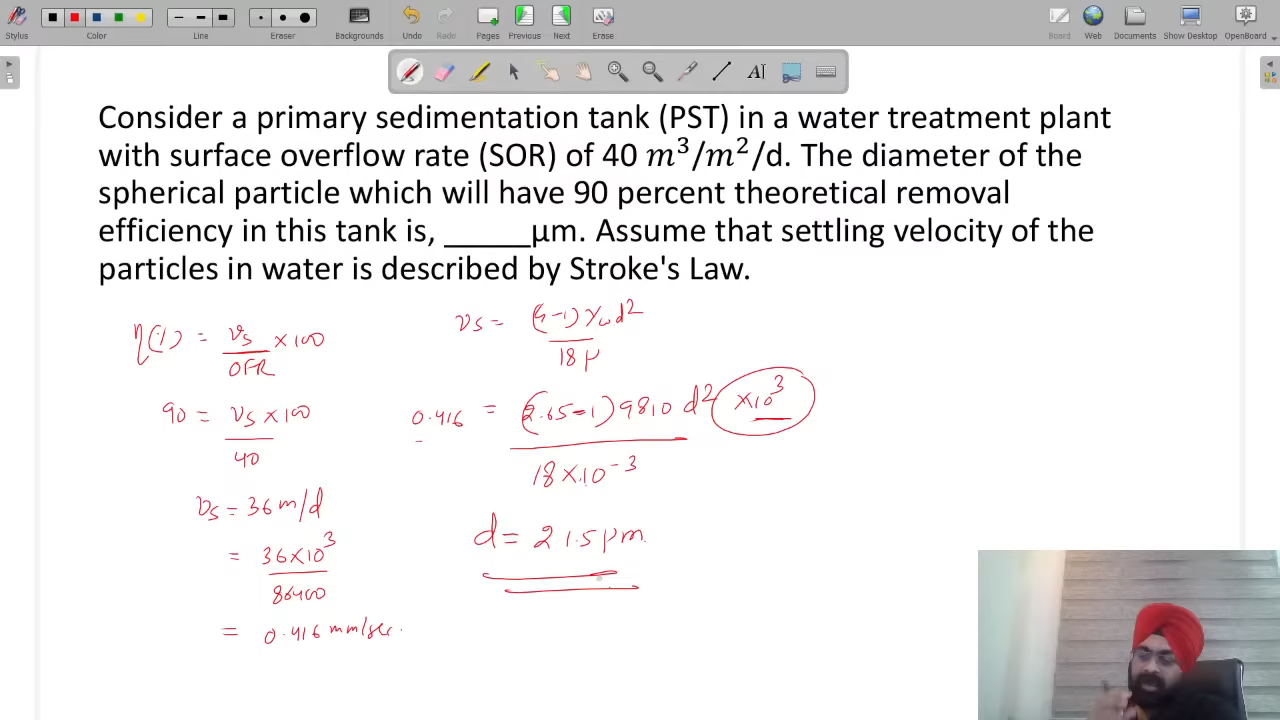 Stylus
Color
Line
Eraser
Backgrounds
Undo
Redo
Pages
Previous
Next
Erase
Board
Web
Documents
Show Desktop
OpenBoard
Consider a primary sedimentation tank (PST) in a water treatment plant
with surface overflow rate (SOR) of 40 m³/m²/d. The diameter of the
spherical particle which will have 90 percent theoretical removal
efficiency in this tank is, _____µm. Assume that settling velocity of the
particles in water is described by Stroke's Law.
η(%) = vs/OFR × 100
90 = vs × 100/40
vs = 36 m/d
= 36×10³/86400
= 0.416 mm/sec.
vs = (G-1) γw d²/18 μ
0.416 = (2.65-1) 9810 d² ×10³/18×10⁻³
d = 21.5 μm.